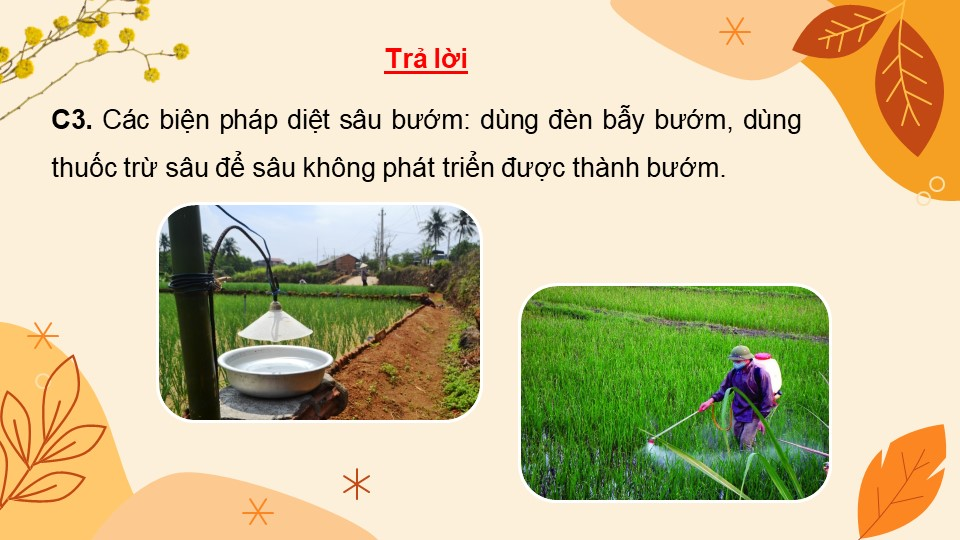 Trả lời
C3. Các biện pháp diệt sâu bướm: dùng đèn bẫy bướm, dùng
thuốc trừ sâu để sâu không phát triển được thành bướm.